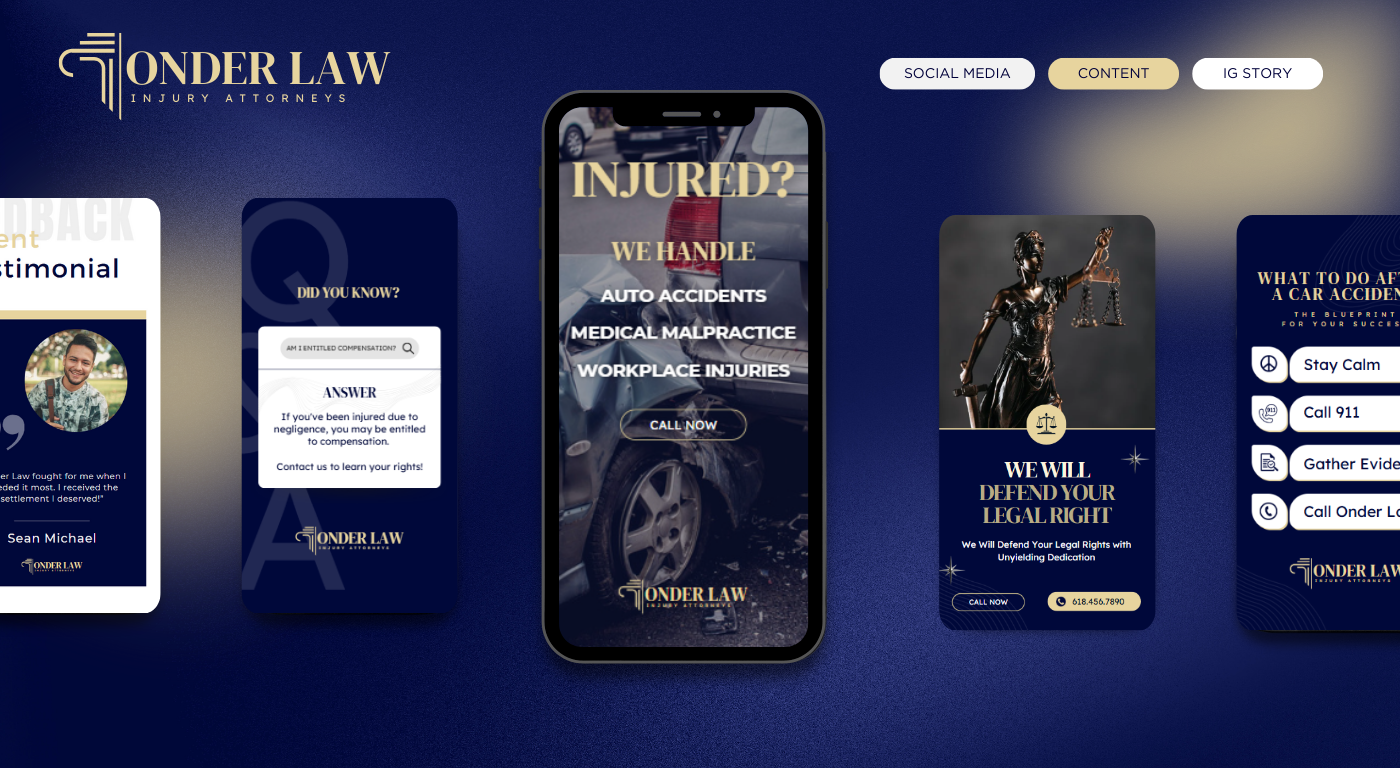 ONDER LAW
INJURY ATTORNEYS
SOCIAL MEDIA
CONTENT
IG STORY
DBACK
ent
stimonial
er Law fought for me when I
eded it most. I received the
settlement I deserved!"
Sean Michael
ONDER LAW
INJURY ATTORNEYS
Q
&
A
DID YOU KNOW?
AM I ENTITLED COMPENSATION?
ANSWER
If you've been injured due to
negligence, you may be entitled
to compensation.
Contact us to learn your rights!
ONDER LAW
INJURY ATTORNEYS
INJURED?
WE HANDLE
AUTO ACCIDENTS
MEDICAL MALPRACTICE
WORKPLACE INJURIES
CALL NOW
ONDER LAW
INJURY ATTORNEYS
WE WILL
DEFEND YOUR
LEGAL RIGHT
We Will Defend Your Legal Rights with
Unyielding Dedication
CALL NOW
618.456.7890
WHAT TO DO AF
A CAR ACCIDEN
THE BLUEPRINT
FOR YOUR SUCCES
Stay Calm
911
Call 911
Gather Evide
Call Onder La
ONDER LAW
INJURY ATTORNEYS